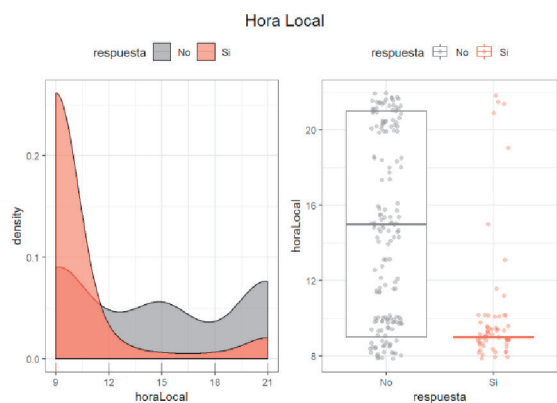 Hora Local
respuesta No Si
0.2
0.1
0.0
density
9 12 15 18 21
horaLocal
respuesta No Si
20
16
12
8
horaLocal
No Si
respuesta